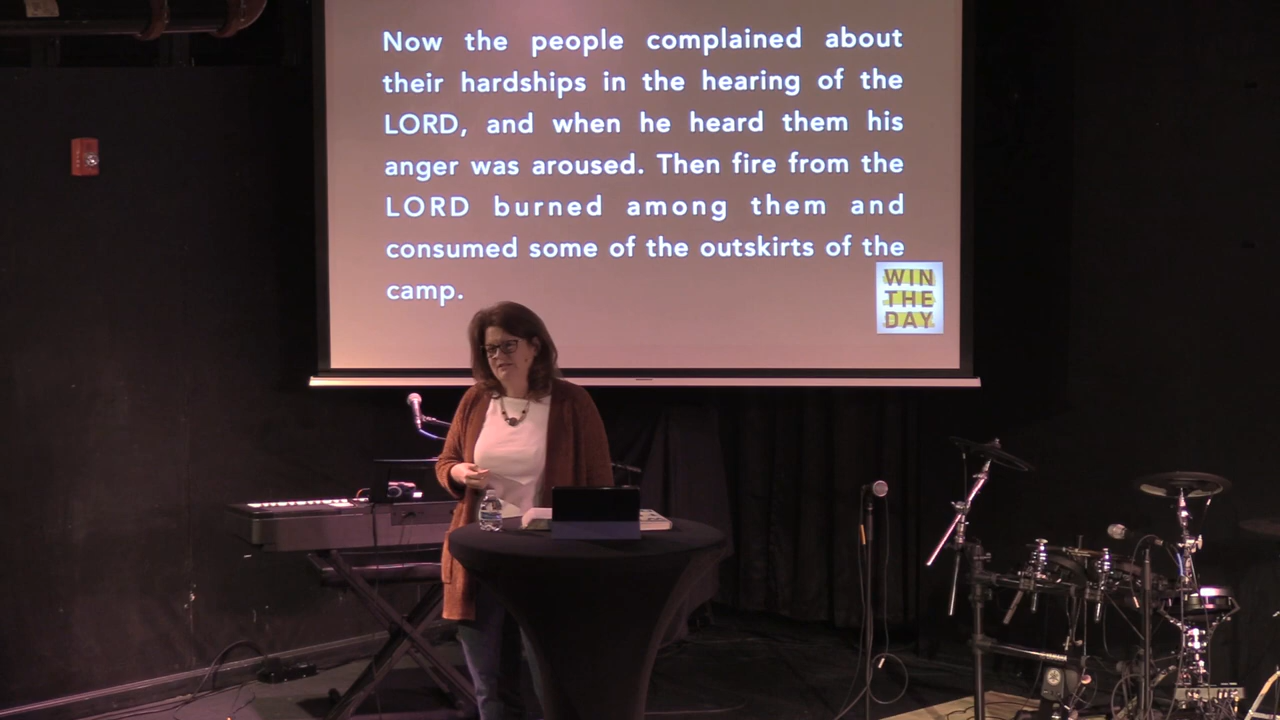 Now the people complained about
their hardships in the hearing of the
LORD, and when he heard them his
anger was aroused. Then fire from the
LORD burned among them and
consumed some of the outskirts of the
camp.
WIN
THE
DAY